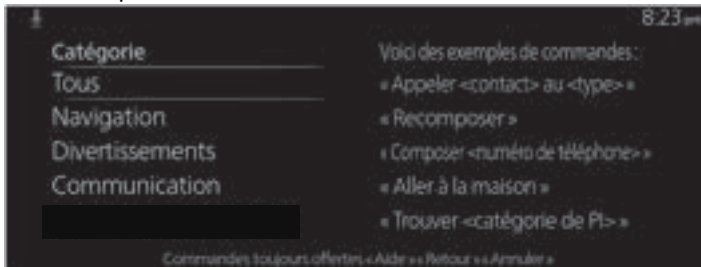 8:23 pm
Catégorie
Tous
Navigation
Divertissements
Communication
Voici des exemples de commandes :
« Appeler <contact> au <type> »
« Recomposer »
« Composer <numéro de téléphone> »
« Aller à la maison »
« Trouver <catégorie de PI> »
Commandes toujours offertes « Aide » « Retour » « Annuler »